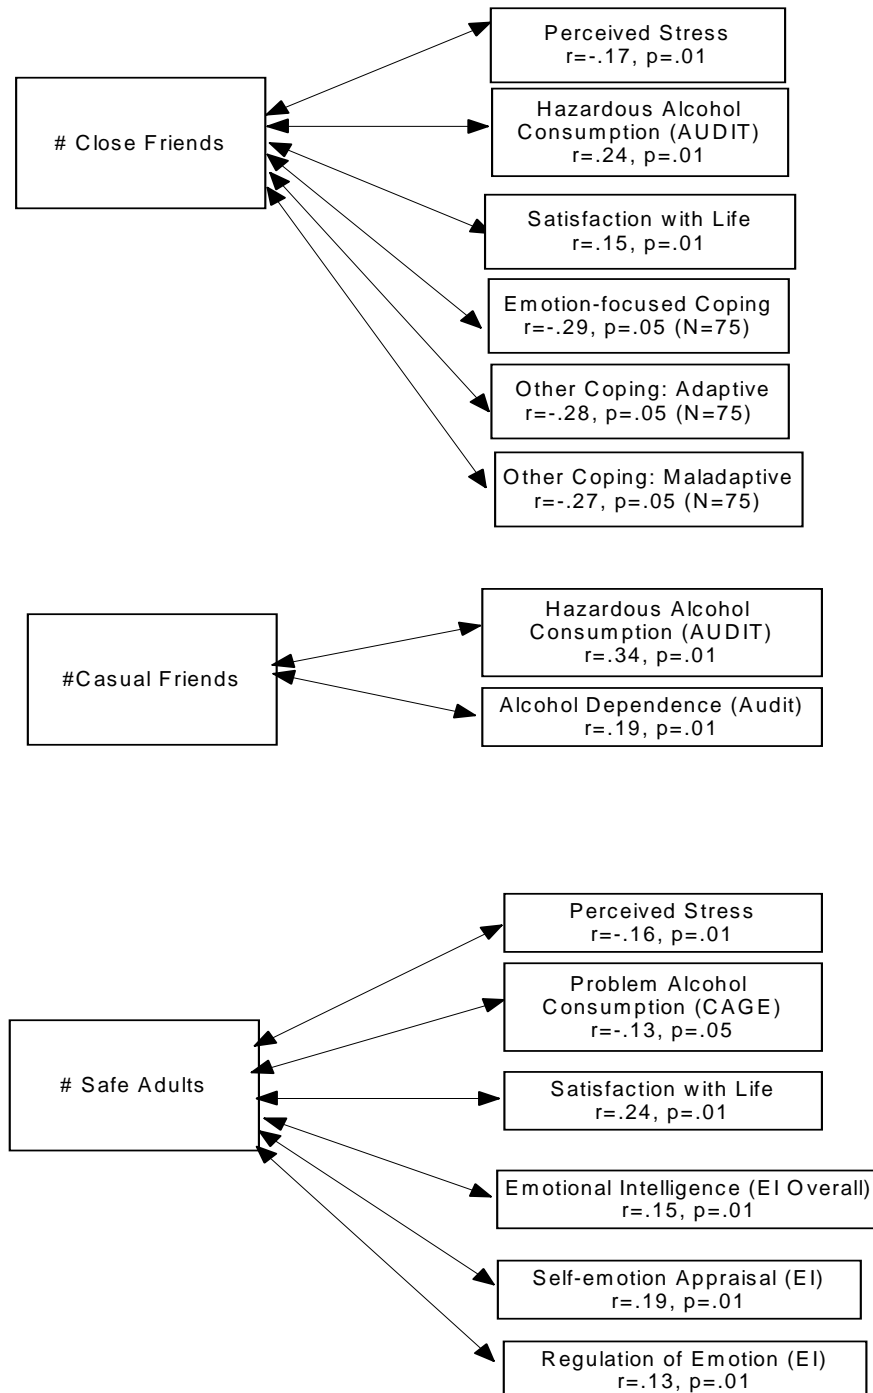 # Close Friends
Perceived Stress
r=-.17, p=.01
Hazardous Alcohol
Consumption (AUDIT)
r=.24, p=.01
Satisfaction with Life
r=.15, p=.01
Emotion-focused Coping
r=-.29, p=.05 (N=75)
Other Coping: Adaptive
r=-.28, p=.05 (N=75)
Other Coping: Maladaptive
r=-.27, p=.05 (N=75)
#Casual Friends
Hazardous Alcohol
Consumption (AUDIT)
r=.34, p=.01
Alcohol Dependence (Audit)
r=.19, p=.01
# Safe Adults
Perceived Stress
r=-.16, p=.01
Problem Alcohol
Consumption (CAGE)
r=-.13, p=.05
Satisfaction with Life
r=.24, p=.01
Emotional Intelligence (EI Overall)
r=.15, p=.01
Self-emotion Appraisal (EI)
r=.19, p=.01
Regulation of Emotion (EI)
r=.13, p=.01